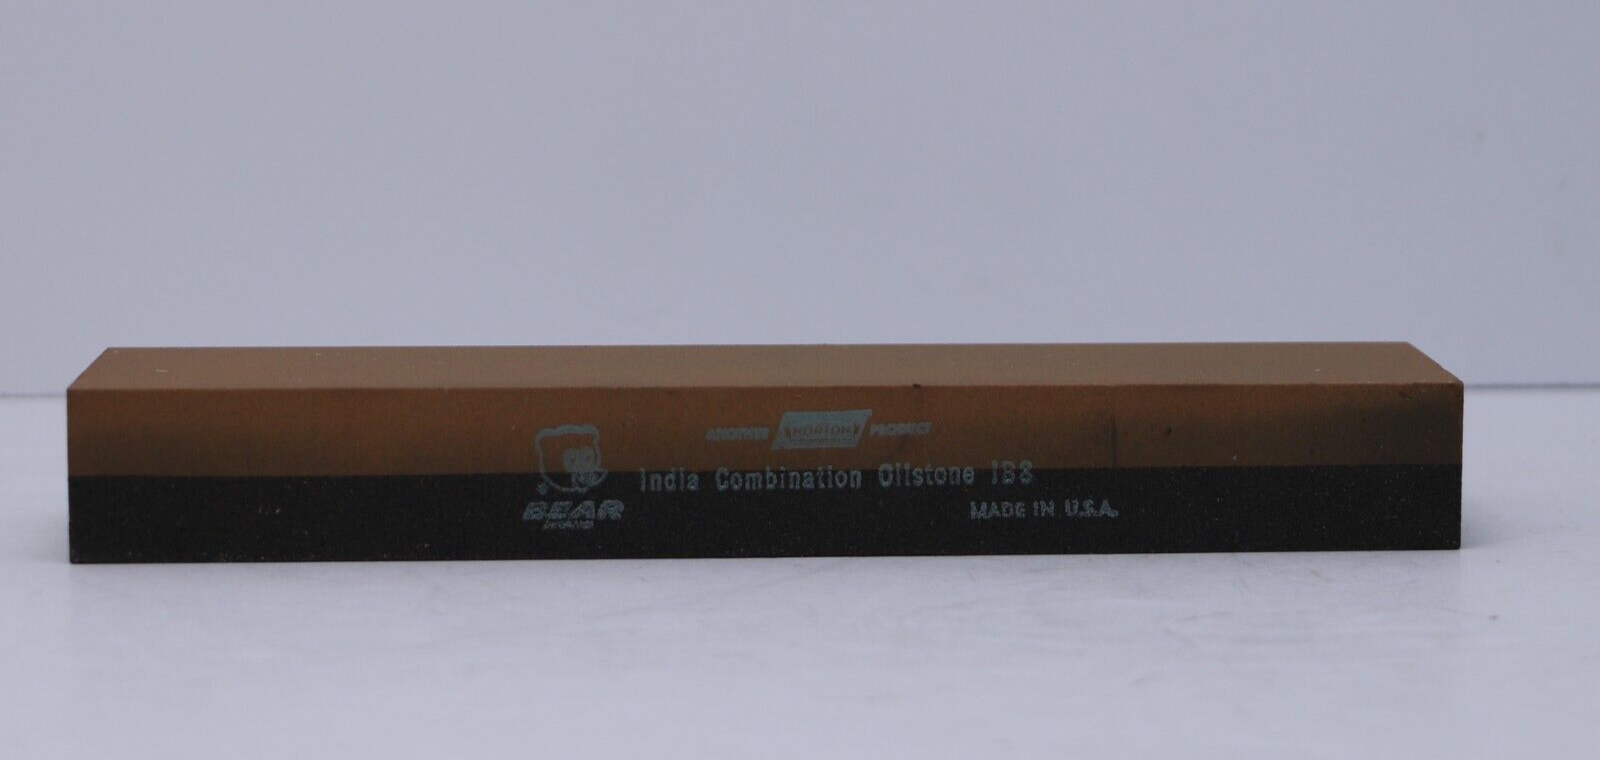 ANOTHER NORTON PRODUCT
India Combination Oilstone IB8
BEAR
MADE IN U.S.A.